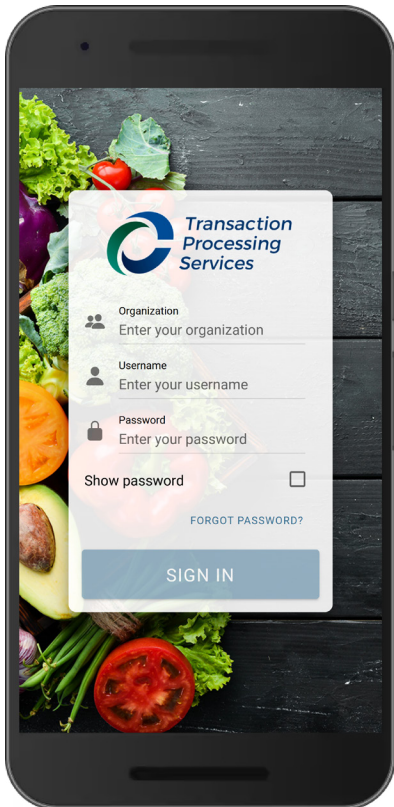 Transaction
Processing
Services
Organization
Enter your organization
Username
Enter your username
Password
Enter your password
Show password
FORGOT PASSWORD?
SIGN IN